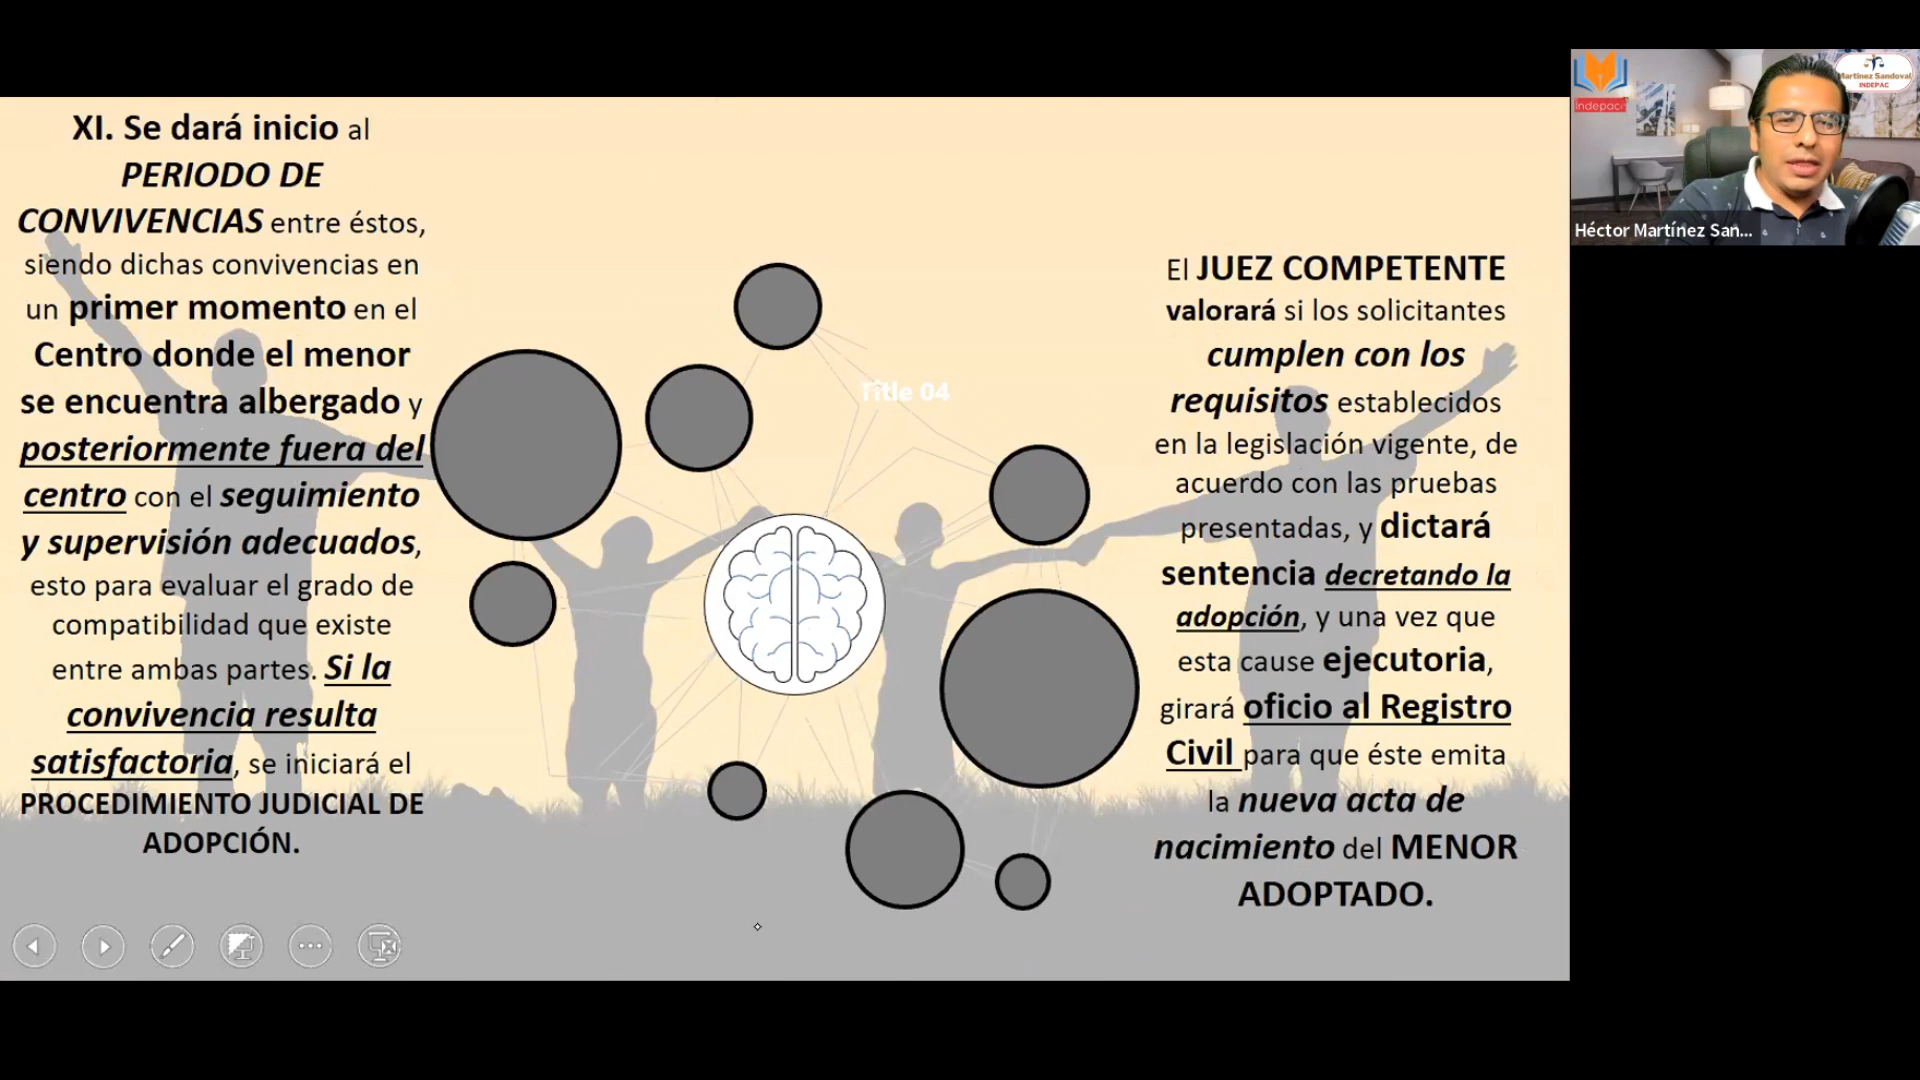 XI. Se dará inicio al
PERIODO DE
CONVIVENCIAS entre éstos,
siendo dichas convivencias en
un primer momento en el
Centro donde el menor
se encuentra albergado y
posteriormente fuera del
centro con el seguimiento
y supervisión adecuados,
esto para evaluar el grado de
compatibilidad que existe
entre ambas partes. Si la
convivencia resulta
satisfactoria, se iniciará el
PROCEDIMIENTO JUDICIAL DE
ADOPCIÓN.
Title 04
El JUEZ COMPETENTE
valorará si los solicitantes
cumplen con los
requisitos establecidos
en la legislación vigente, de
acuerdo con las pruebas
presentadas, y dictará
sentencia decretando la
adopción, y una vez que
esta cause ejecutoria,
girará oficio al Registro
Civil para que éste emita
la nueva acta de
nacimiento del MENOR
ADOPTADO.
Indepac
Martínez Sandoval
INDEPAC
Héctor Martínez San...